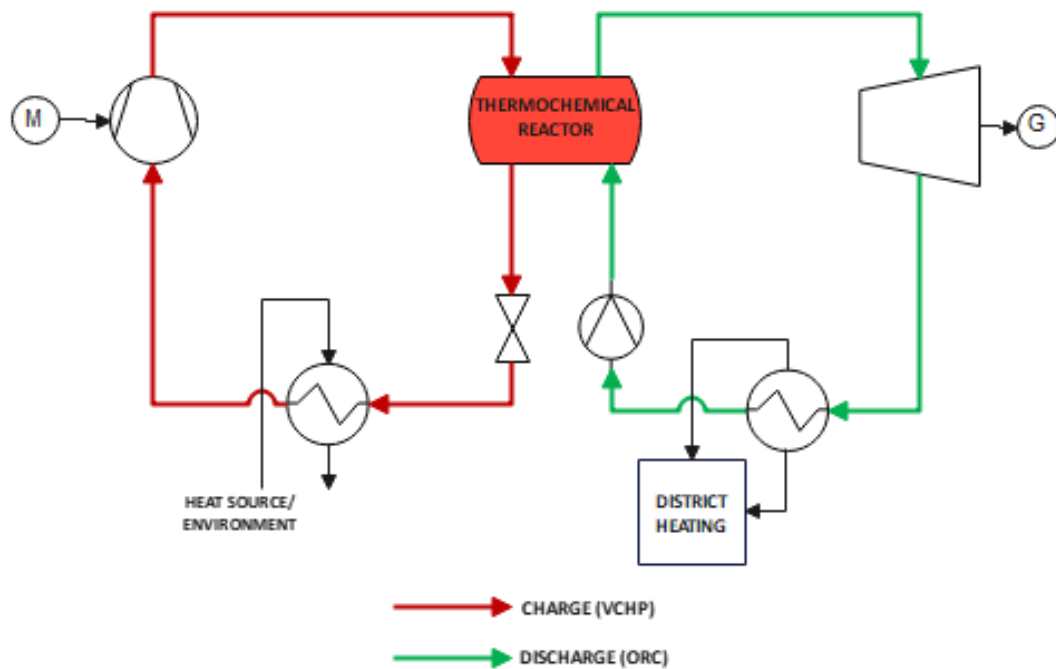 M
THERMOCHEMICAL
REACTOR
G
HEAT SOURCE/
ENVIRONMENT
DISTRICT
HEATING
CHARGE (VCHP)
DISCHARGE (ORC)